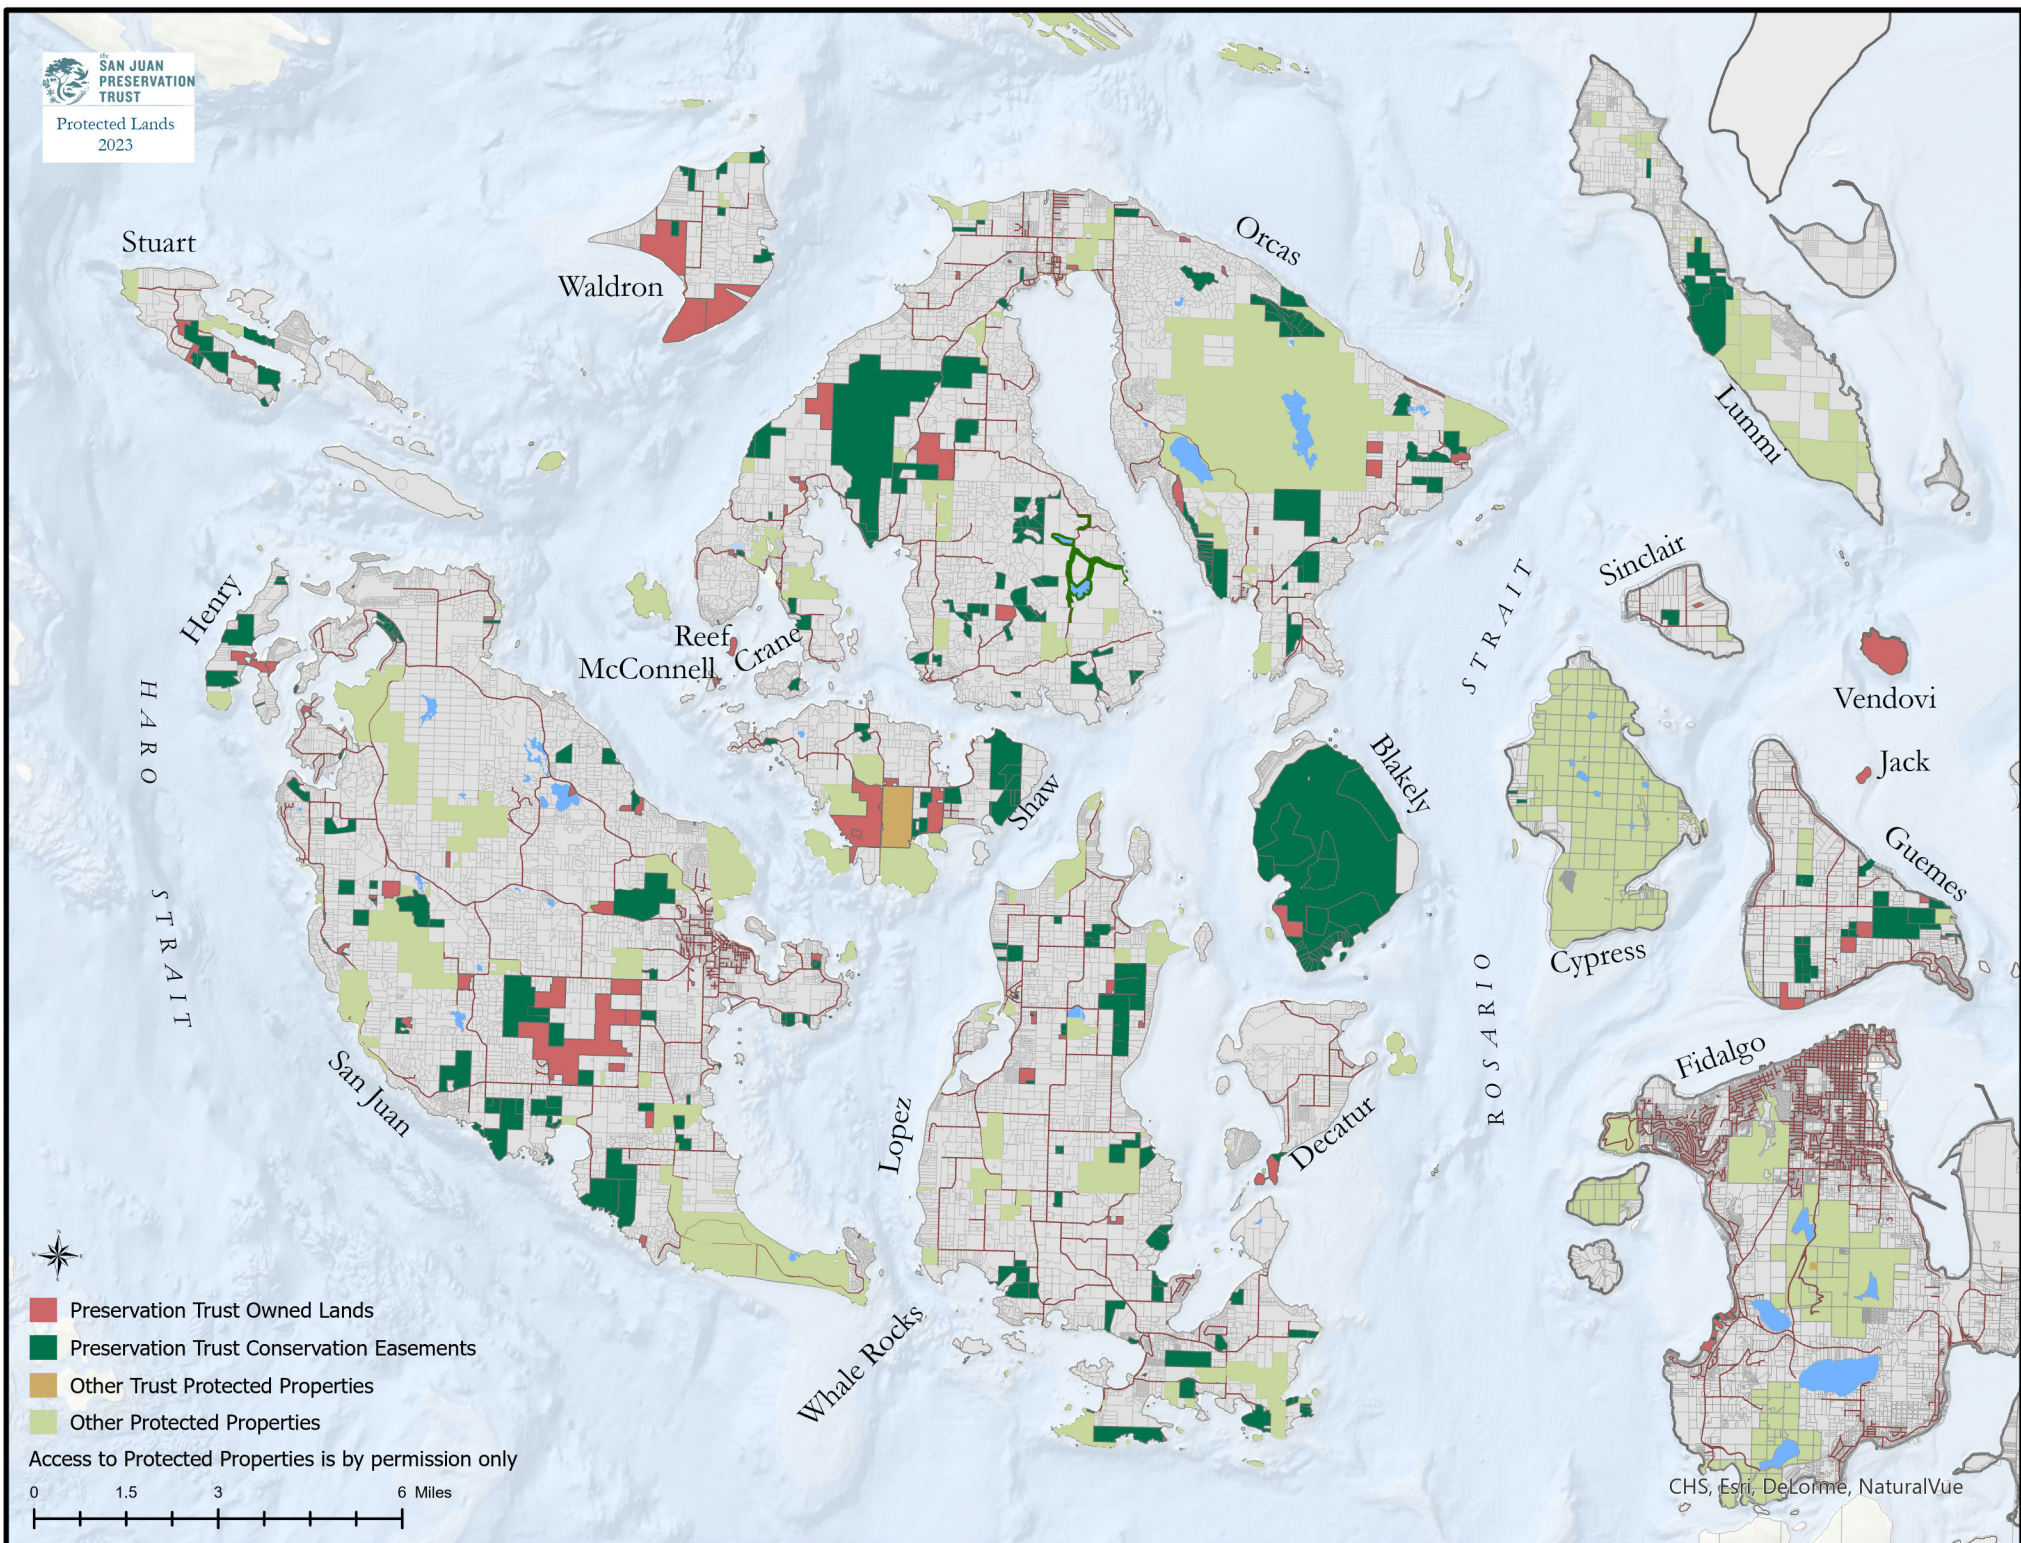 the
SAN JUAN
PRESERVATION
TRUST
Protected Lands
2023
Stuart
Waldron
Orcas
Lummi
Henry
Reef
McConnell
Crane
Shaw
Blakely
Sinclair
Vendovi
Jack
Guemes
Cypress
Fidalgo
HARO
STRAIT
STRAIT
ROSARIO
San Juan
Lopez
Decatur
Whale Rocks
N
W
E
S
Preservation Trust Owned Lands
Preservation Trust Conservation Easements
Other Trust Protected Properties
Other Protected Properties
Access to Protected Properties is by permission only
0 1.5 3 6 Miles
CHS, Esri, DeLorme, NaturalVue